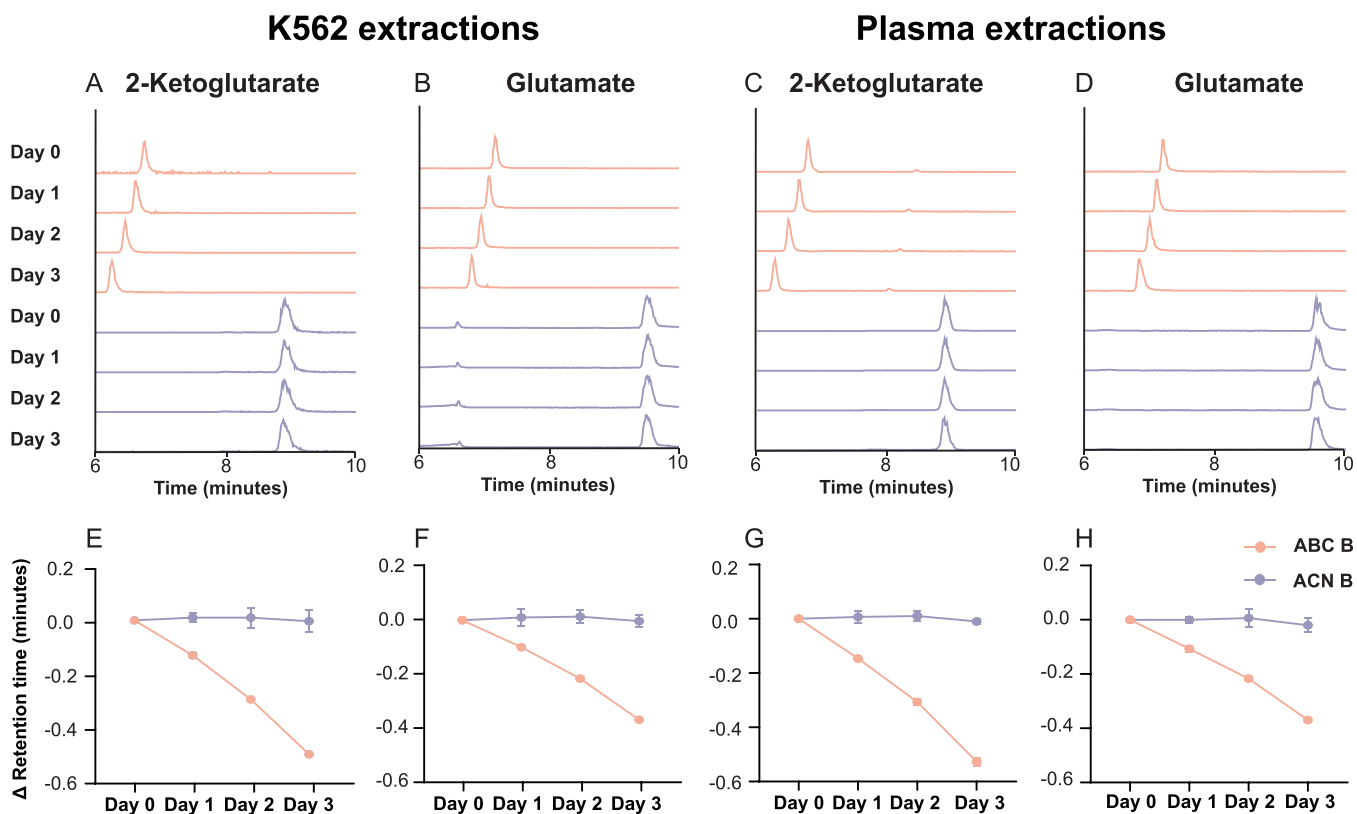 K562 extractions Plasma extractions
A 2-Ketoglutarate B Glutamate C 2-Ketoglutarate D Glutamate
Day 0
Day 1
Day 2
Day 3
Day 0
Day 1
Day 2
Day 3
6 8 10 6 8 10 6 8 10 6 8 10
Time (minutes) Time (minutes) Time (minutes) Time (minutes)
E F G H
ABC B
ACN B
Δ Retention time (minutes)
0.2 0.2 0.2 0.2
0.0 0.0 0.0 0.0
-0.2 -0.2 -0.2 -0.2
-0.4 -0.4 -0.4 -0.4
-0.6 -0.6 -0.6 -0.6
Day 0 Day 1 Day 2 Day 3 Day 0 Day 1 Day 2 Day 3 Day 0 Day 1 Day 2 Day 3 Day 0 Day 1 Day 2 Day 3